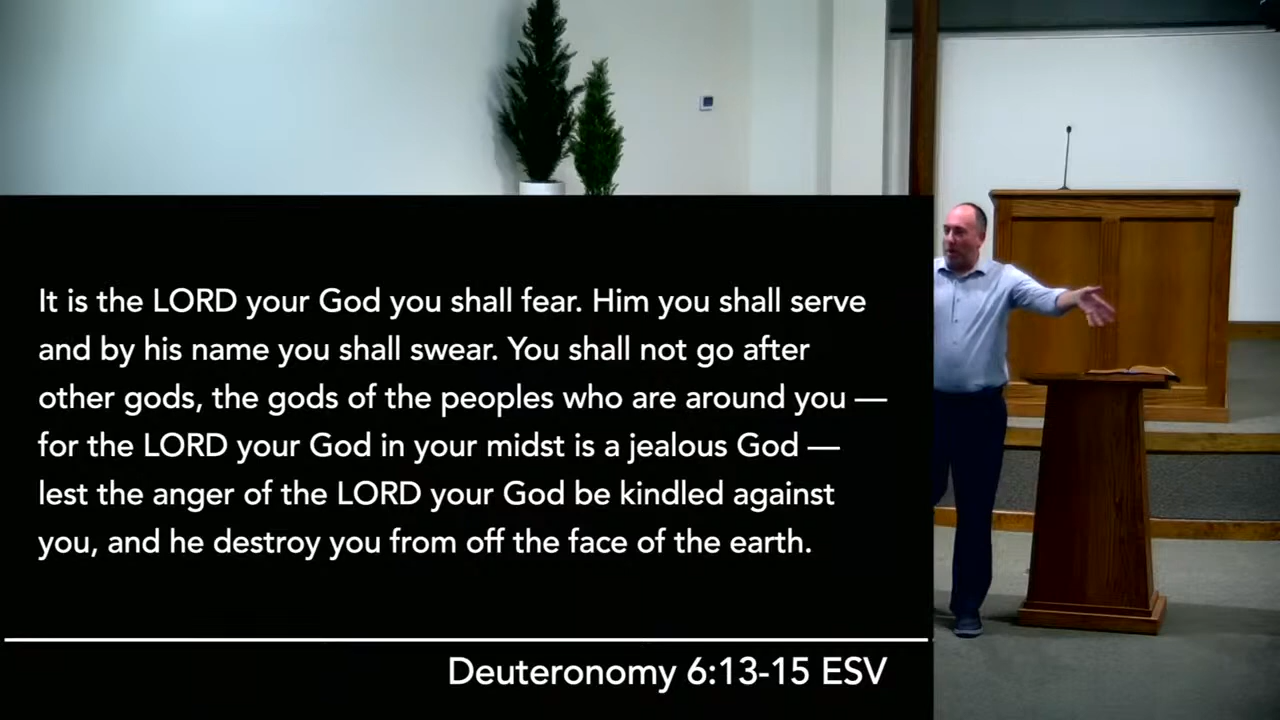 It is the LORD your God you shall fear. Him you shall serve
and by his name you shall swear. You shall not go after
other gods, the gods of the peoples who are around you —
for the LORD your God in your midst is a jealous God —
lest the anger of the LORD your God be kindled against
you, and he destroy you from off the face of the earth.
Deuteronomy 6:13-15 ESV